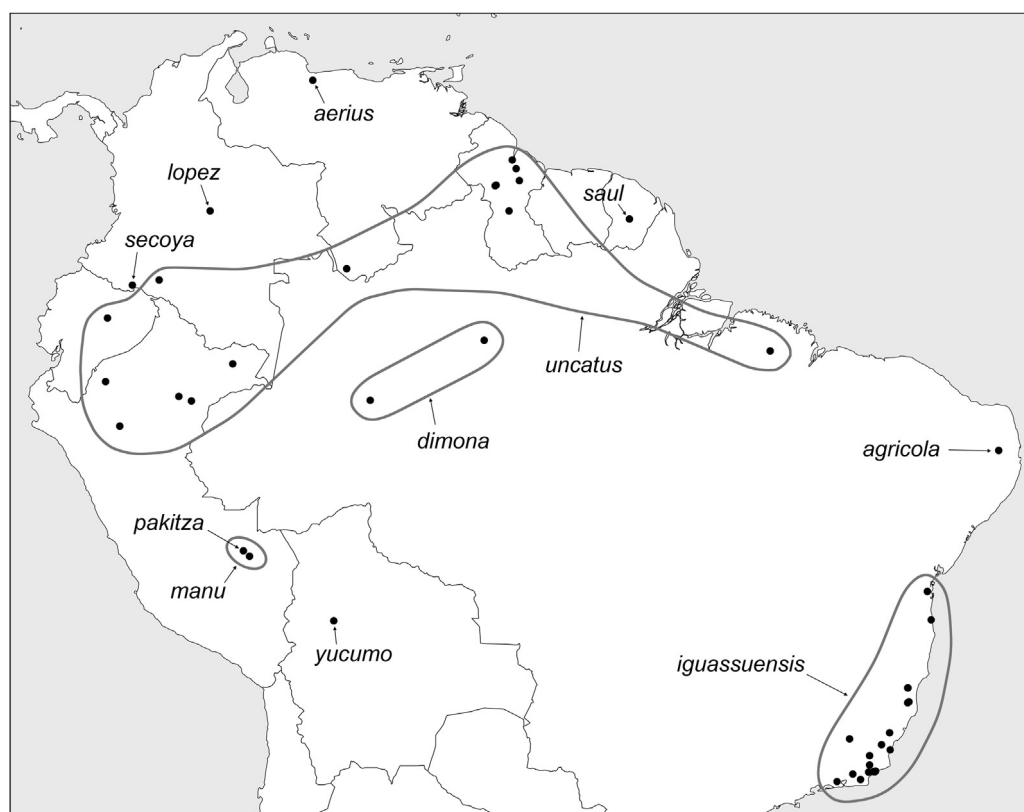 aerius
lopez
saul
secoya
uncatus
dimona
agricola
pakitza
manu
yucumo
iguassuensis